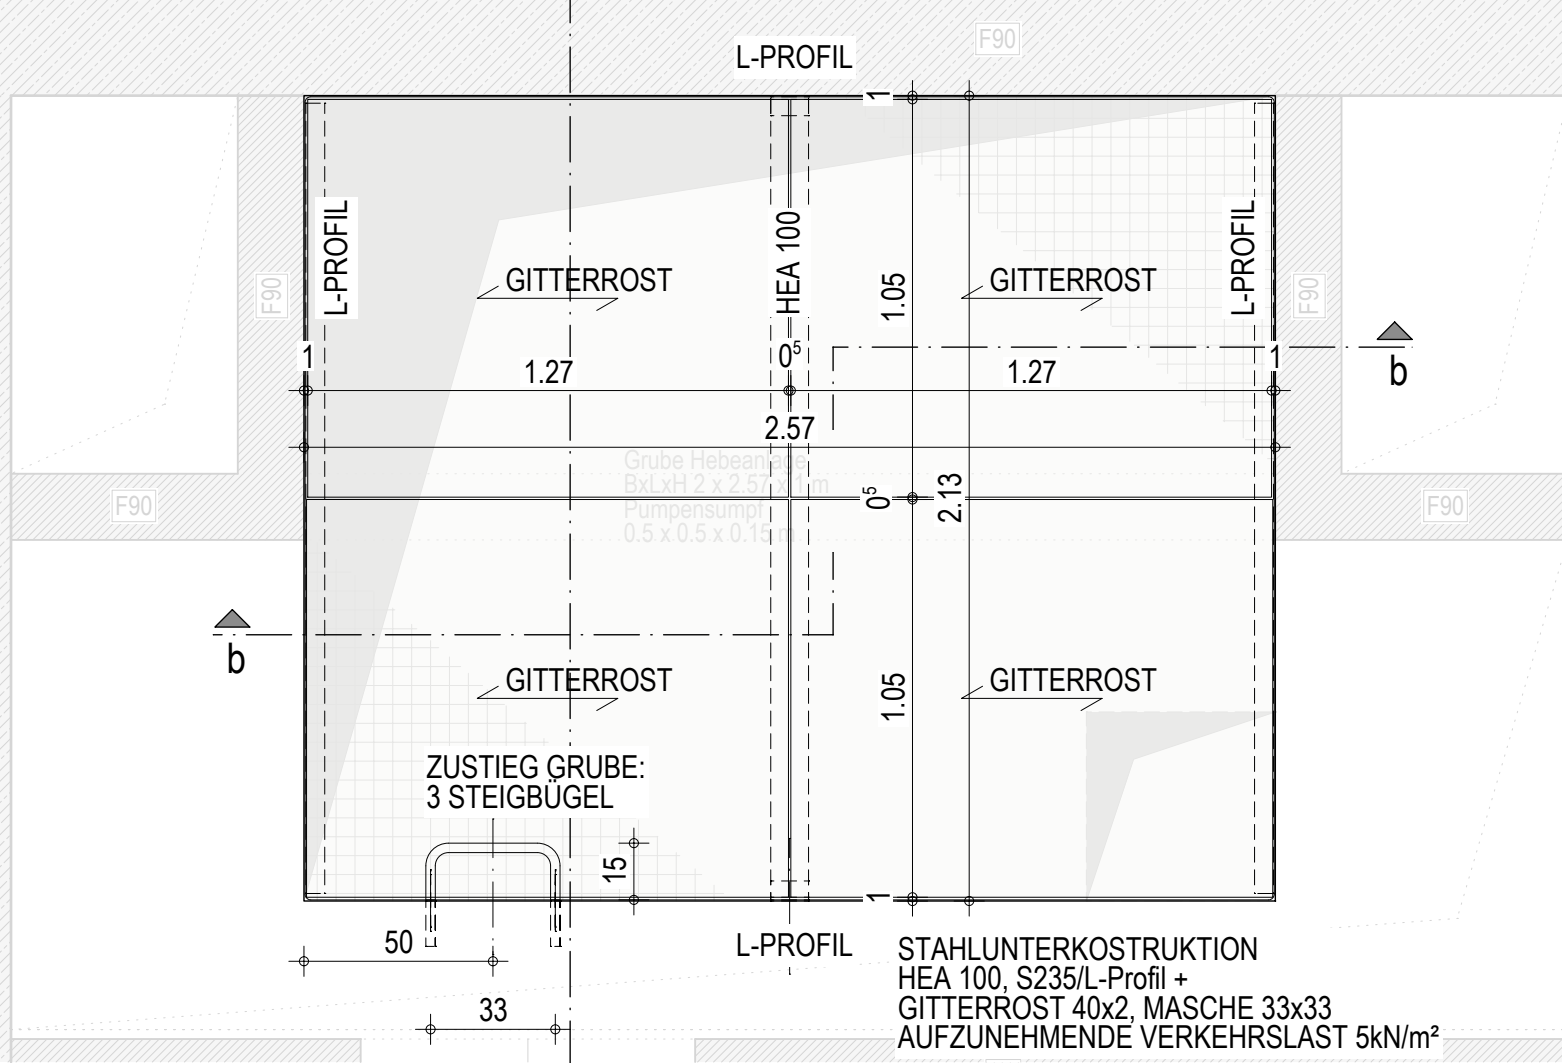 F90
L-PROFIL
1
L-PROFIL
HEA 100
L-PROFIL
GITTERROST
GITTERROST
1.05
F90
F90
1
1.27
0⁵
1.27
1
b
2.57
Grube Hebeanlage
BxLxH 2 x 2.57 x 1 m
Pumpensumpf
0.5 x 0.5 x 0.15 m
0⁵
2.13
F90
F90
b
GITTERROST
GITTERROST
1.05
ZUSTIEG GRUBE:
3 STEIGBÜGEL
15
1
50
L-PROFIL
33
STAHLUNTERKOSTRUKTION
HEA 100, S235/L-Profil +
GITTERROST 40x2, MASCHE 33x33
AUFZUNEHMENDE VERKEHRSLAST 5kN/m²